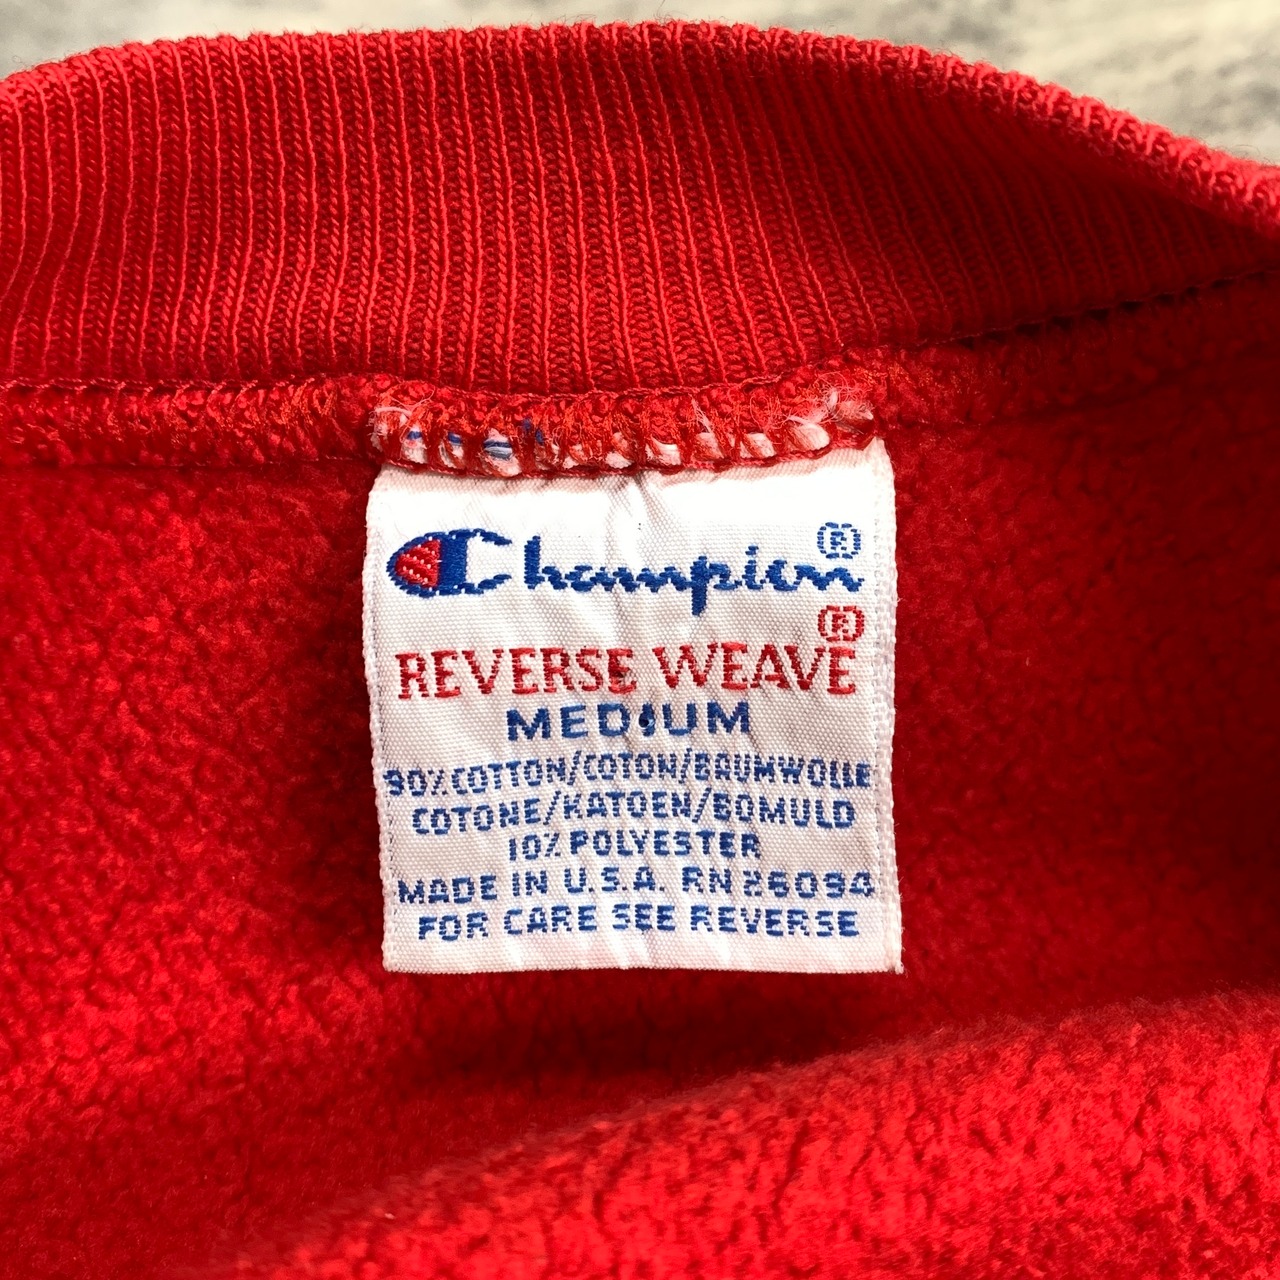 Champion®
REVERSE WEAVE®
MEDIUM
90% COTTON/COTON/BAUMWOLLE
COTONE/KATOEN/BOMULD
10% POLYESTER
MADE IN U.S.A. RN 26094
FOR CARE SEE REVERSE